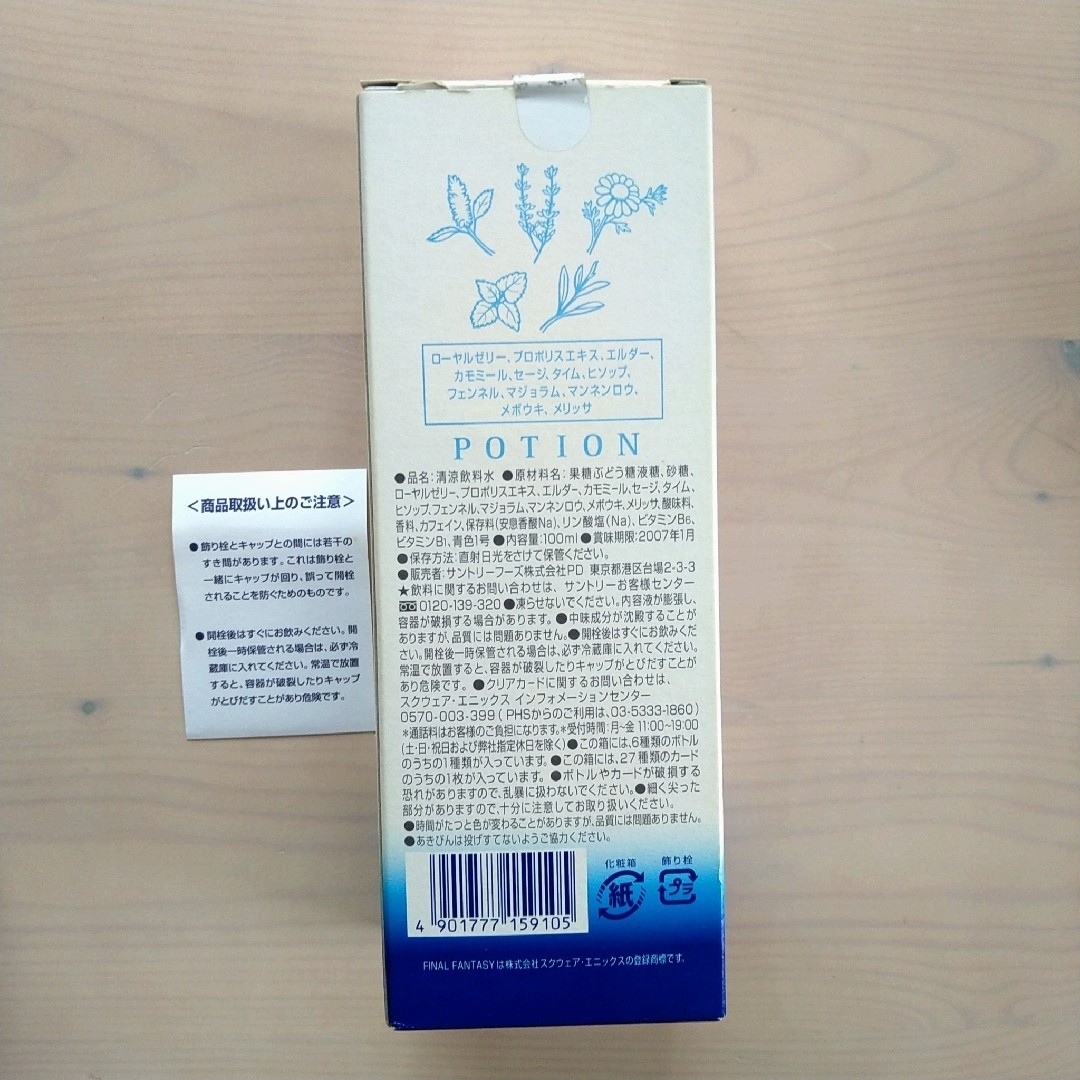 ローヤルゼリー、プロポリスエキス、エルダー、
カモミール、セージ、タイム、ヒソップ、
フェンネル、マジョラム、マンネンロウ、
メボウキ、メリッサ
POTION
●品名：清涼飲料水 ●原材料名：果糖ぶどう糖液糖、砂糖、
ローヤルゼリー、プロポリスエキス、エルダー、カモミール、セージ、タイム、
ヒソップ、フェンネル、マジョラム、マンネンロウ、メボウキ、メリッサ、酸味料、
香料、カフェイン、保存料(安息香酸Na)、リン酸塩(Na)、ビタミンB₆、
ビタミンB₁、青色1号 ●内容量：100ml ●賞味期限：2007年1月
●保存方法：直射日光をさけて保管ください。
●販売者：サントリーフーズ株式会社PD 東京都港区台場2-3-3
★飲料に関するお問い合わせは、サントリーお客様センター
0120-139-320 ●凍らせないでください。内容液が膨張し、
容器が破損する場合があります。●中味成分が沈殿することが
ありますが、品質には問題ありません。●開栓後はすぐにお飲みくだ
さい。開栓後一時保管される場合は、必ず冷蔵庫に入れてください。
常温で放置すると、容器が破裂したりキャップがとびだすことが
あり危険です。●クリアカードに関するお問い合わせは、
スクウェア・エニックス インフォメーションセンター
0570-003-399 ( PHSからのご利用は、03-5333-1860)
*通話料はお客様のご負担になります。*受付時間：月〜金 11:00〜19:00
(土・日・祝日および弊社指定休日を除く)●この箱には、6種類のボトル
のうちの1種類が入っています。●この箱には、27種類のカード
のうちの1枚が入っています。●ボトルやカードが破損する
恐れがありますので、乱暴に扱わないでください。●細く尖った
部分がありますので、十分に注意してお取り扱いください。
●時間がたつと色が変わることがありますが、品質には問題ありません。
●あきびんは投げすてないようご協力ください。
4 901777 159105
化粧箱
紙
飾り栓
プラ
FINAL FANTASYは株式会社スクウェア・エニックスの登録商標です。
＜商品取扱い上のご注意＞
●飾り栓とキャップとの間には若干の
すき間があります。これは飾り栓と
一緒にキャップが回り、誤って開栓
されることを防ぐためのものです。
●開栓後はすぐにお飲みください。開
栓後一時保管される場合は、必ず冷
蔵庫に入れてください。常温で放置
すると、容器が破裂したりキャップ
がとびだすことがあり危険です。